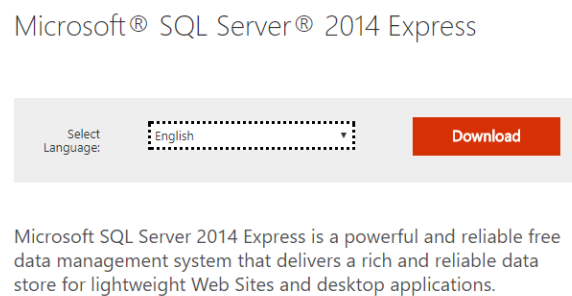 Microsoft® SQL Server® 2014 Express
Select
Language:
English
Download
Microsoft SQL Server 2014 Express is a powerful and reliable free
data management system that delivers a rich and reliable data
store for lightweight Web Sites and desktop applications.